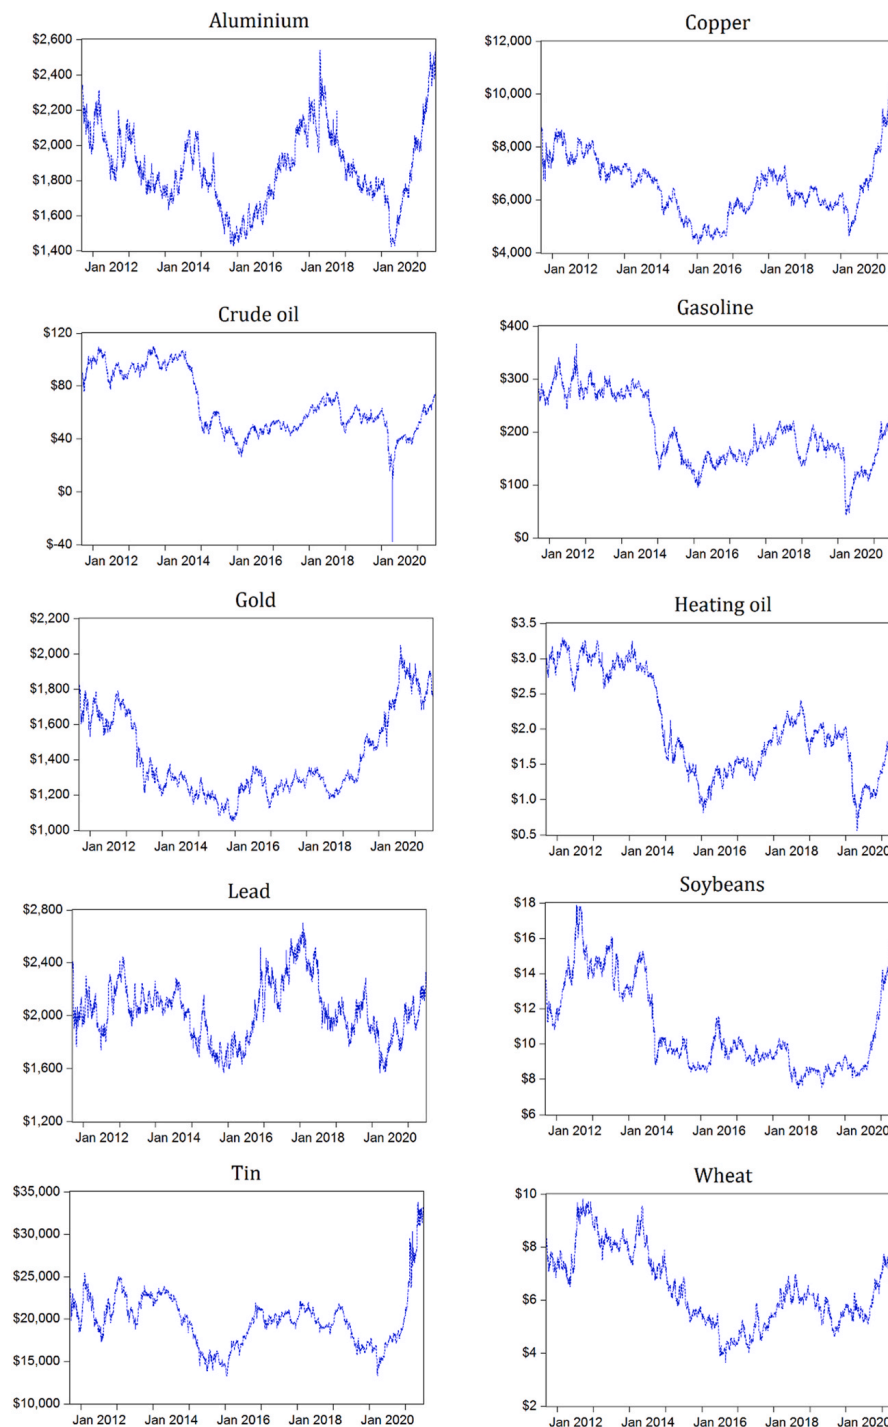 Aluminium
$2,600
$2,400
$2,200
$2,000
$1,800
$1,600
$1,400
Jan 2012 Jan 2014 Jan 2016 Jan 2018 Jan 2020
Copper
$12,000
$10,000
$8,000
$6,000
$4,000
Jan 2012 Jan 2014 Jan 2016 Jan 2018 Jan 2020
Crude oil
$120
$80
$40
$0
$-40
Jan 2012 Jan 2014 Jan 2016 Jan 2018 Jan 2020
Gasoline
$400
$300
$200
$100
$0
Jan 2012 Jan 2014 Jan 2016 Jan 2018 Jan 2020
Gold
$2,200
$2,000
$1,800
$1,600
$1,400
$1,200
$1,000
Jan 2012 Jan 2014 Jan 2016 Jan 2018 Jan 2020
Heating oil
$3.5
$3.0
$2.5
$2.0
$1.5
$1.0
$0.5
Jan 2012 Jan 2014 Jan 2016 Jan 2018 Jan 2020
Lead
$2,800
$2,400
$2,000
$1,600
$1,200
Jan 2012 Jan 2014 Jan 2016 Jan 2018 Jan 2020
Soybeans
$18
$16
$14
$12
$10
$8
$6
Jan 2012 Jan 2014 Jan 2016 Jan 2018 Jan 2020
Tin
$35,000
$30,000
$25,000
$20,000
$15,000
$10,000
Jan 2012 Jan 2014 Jan 2016 Jan 2018 Jan 2020
Wheat
$10
$8
$6
$4
$2
Jan 2012 Jan 2014 Jan 2016 Jan 2018 Jan 2020